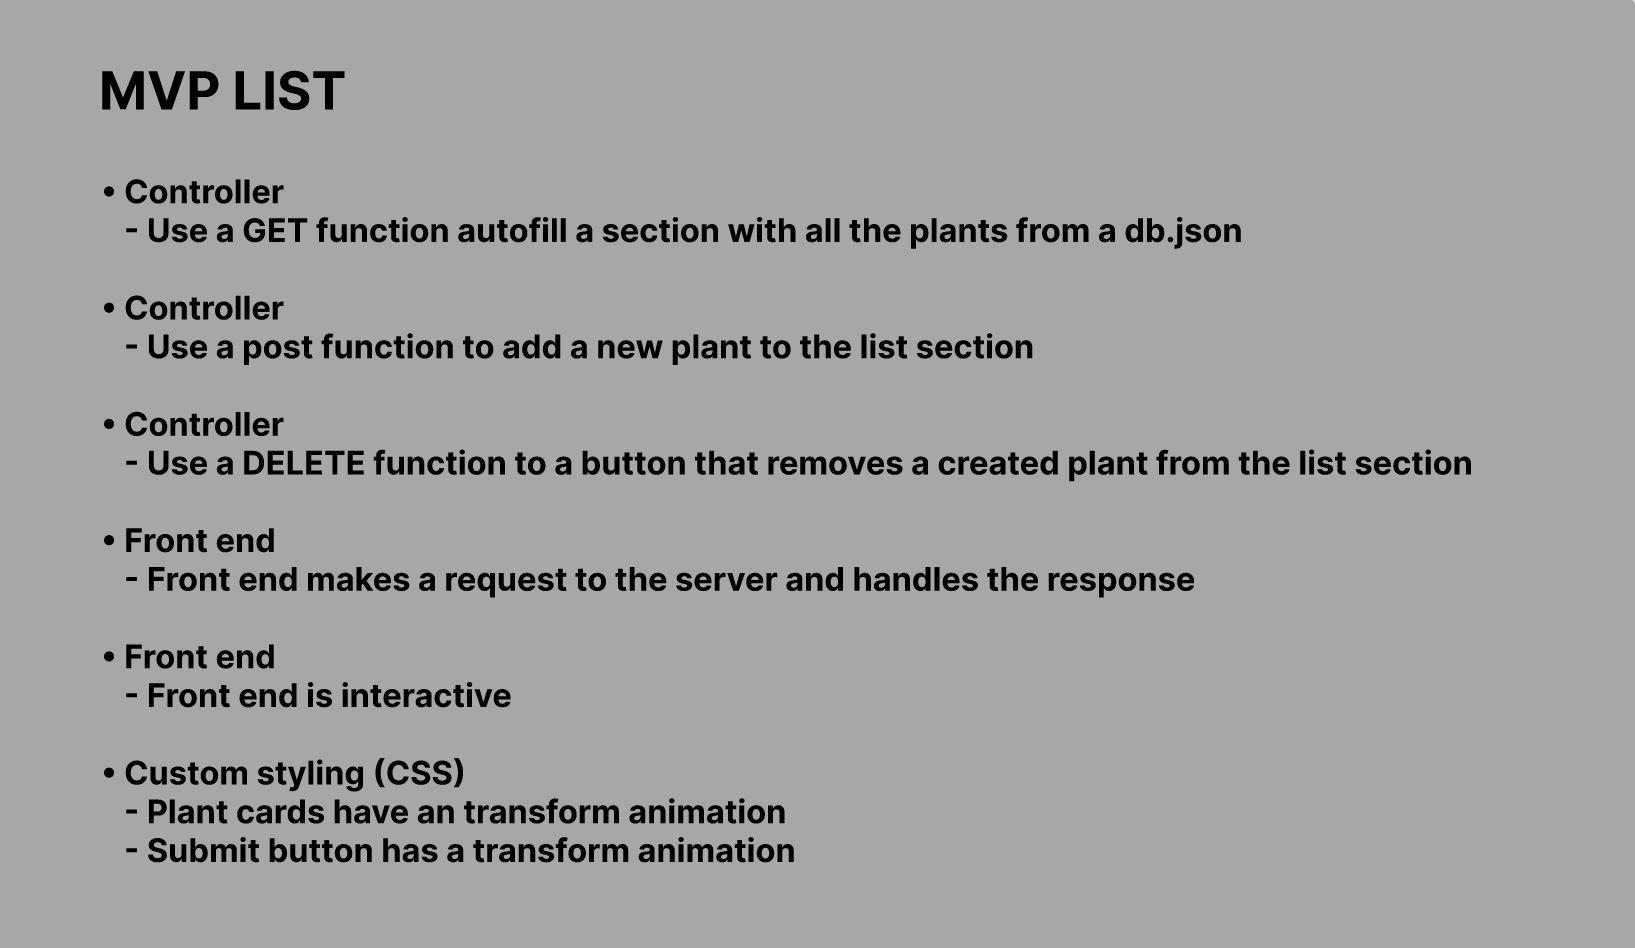 MVP LIST
• Controller
- Use a GET function autofill a section with all the plants from a db.json
• Controller
- Use a post function to add a new plant to the list section
• Controller
- Use a DELETE function to a button that removes a created plant from the list section
• Front end
- Front end makes a request to the server and handles the response
• Front end
- Front end is interactive
• Custom styling (CSS)
- Plant cards have an transform animation
- Submit button has a transform animation